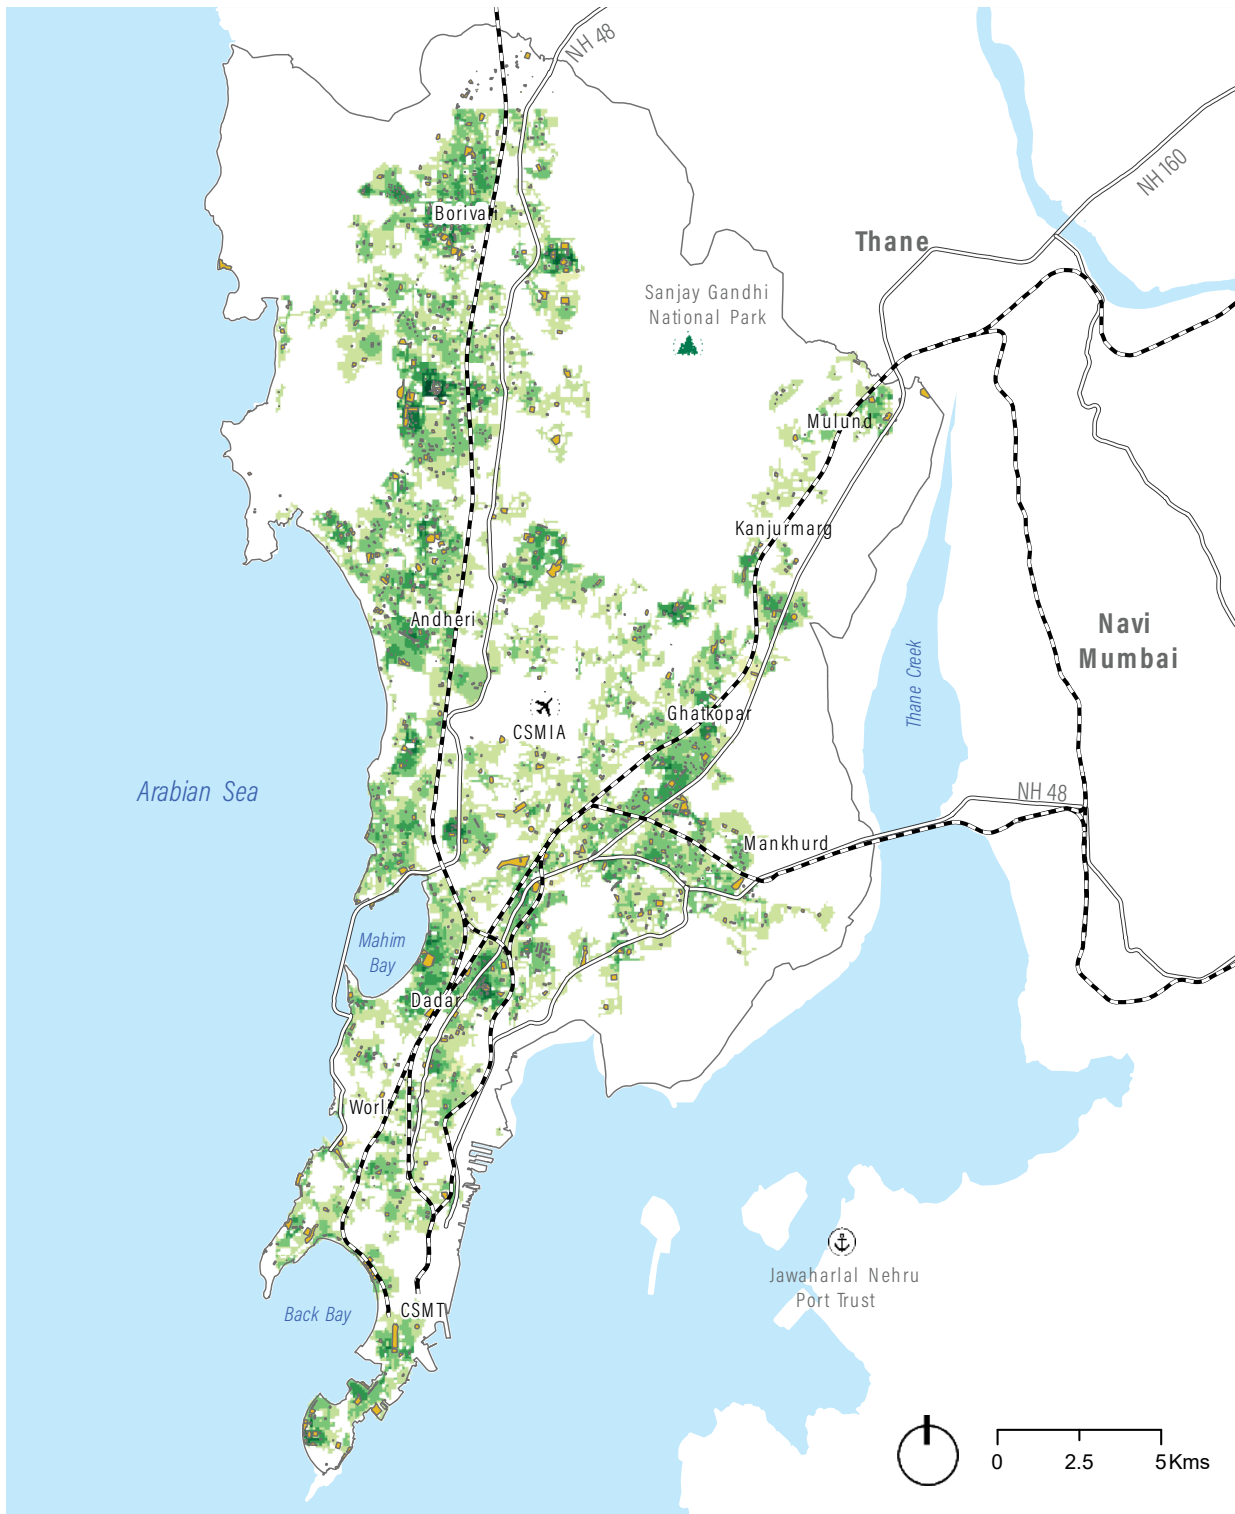 NH 48
NH 160
Borivali
Thane
Sanjay Gandhi
National Park
Mulund
Kanjurmarg
Andheri
Navi
Mumbai
Thane Creek
Ghatkopar
CSMIA
Arabian Sea
NH 48
Mankhurd
Mahim
Bay
Dadar
Worli
Jawaharlal Nehru
Port Trust
Back Bay
CSMT
0 2.5 5Kms